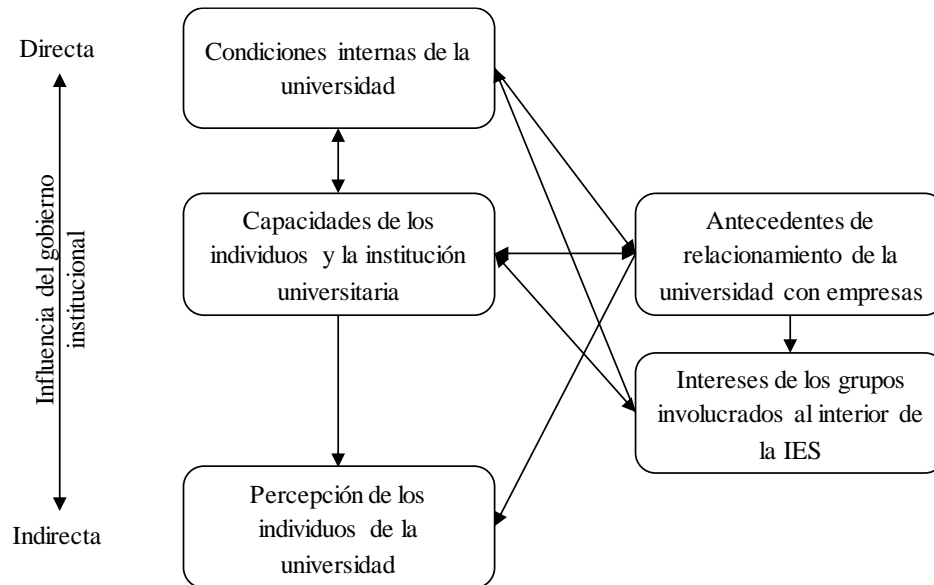 Directa
Influencia del gobierno
institucional
Indirecta
Condiciones internas de la
universidad
Capacidades de los
individuos y la institución
universitaria
Percepción de los
individuos de la
universidad
Antecedentes de
relacionamiento de la
universidad con empresas
Intereses de los grupos
involucrados al interior de
la IES